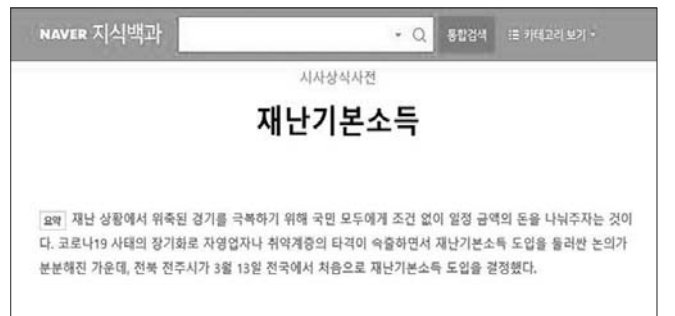 NAVER 지식백과 통합검색 카테고리 보기
시사상식사전
재난기본소득
요약 재난 상황에서 위축된 경기를 극복하기 위해 국민 모두에게 조건 없이 일정 금액의 돈을 나눠주자는 것이
다. 코로나19 사태의 장기화로 자영업자나 취약계층의 타격이 속출하면서 재난기본소득 도입을 둘러싼 논의가
분분해진 가운데, 전북 전주시가 3월 13일 전국에서 처음으로 재난기본소득 도입을 결정했다.